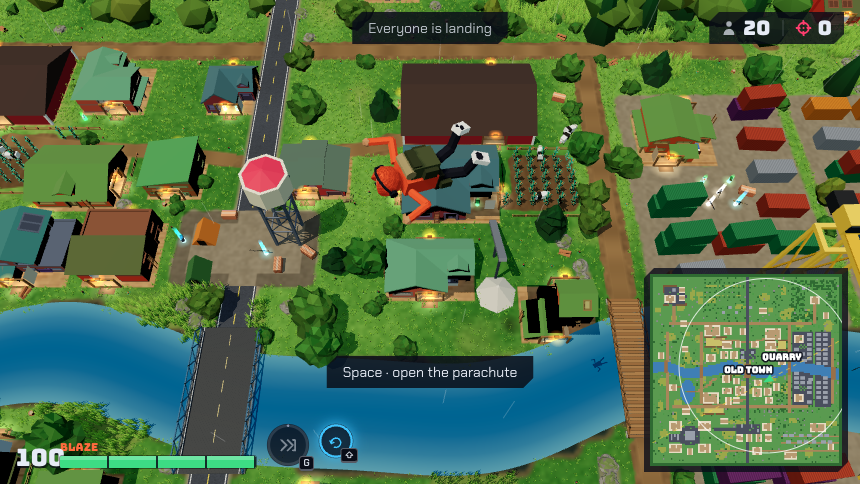 Everyone is landing
20
0
QUARRY
OLD TOWN
Space · open the parachute
BLAZE
100
G